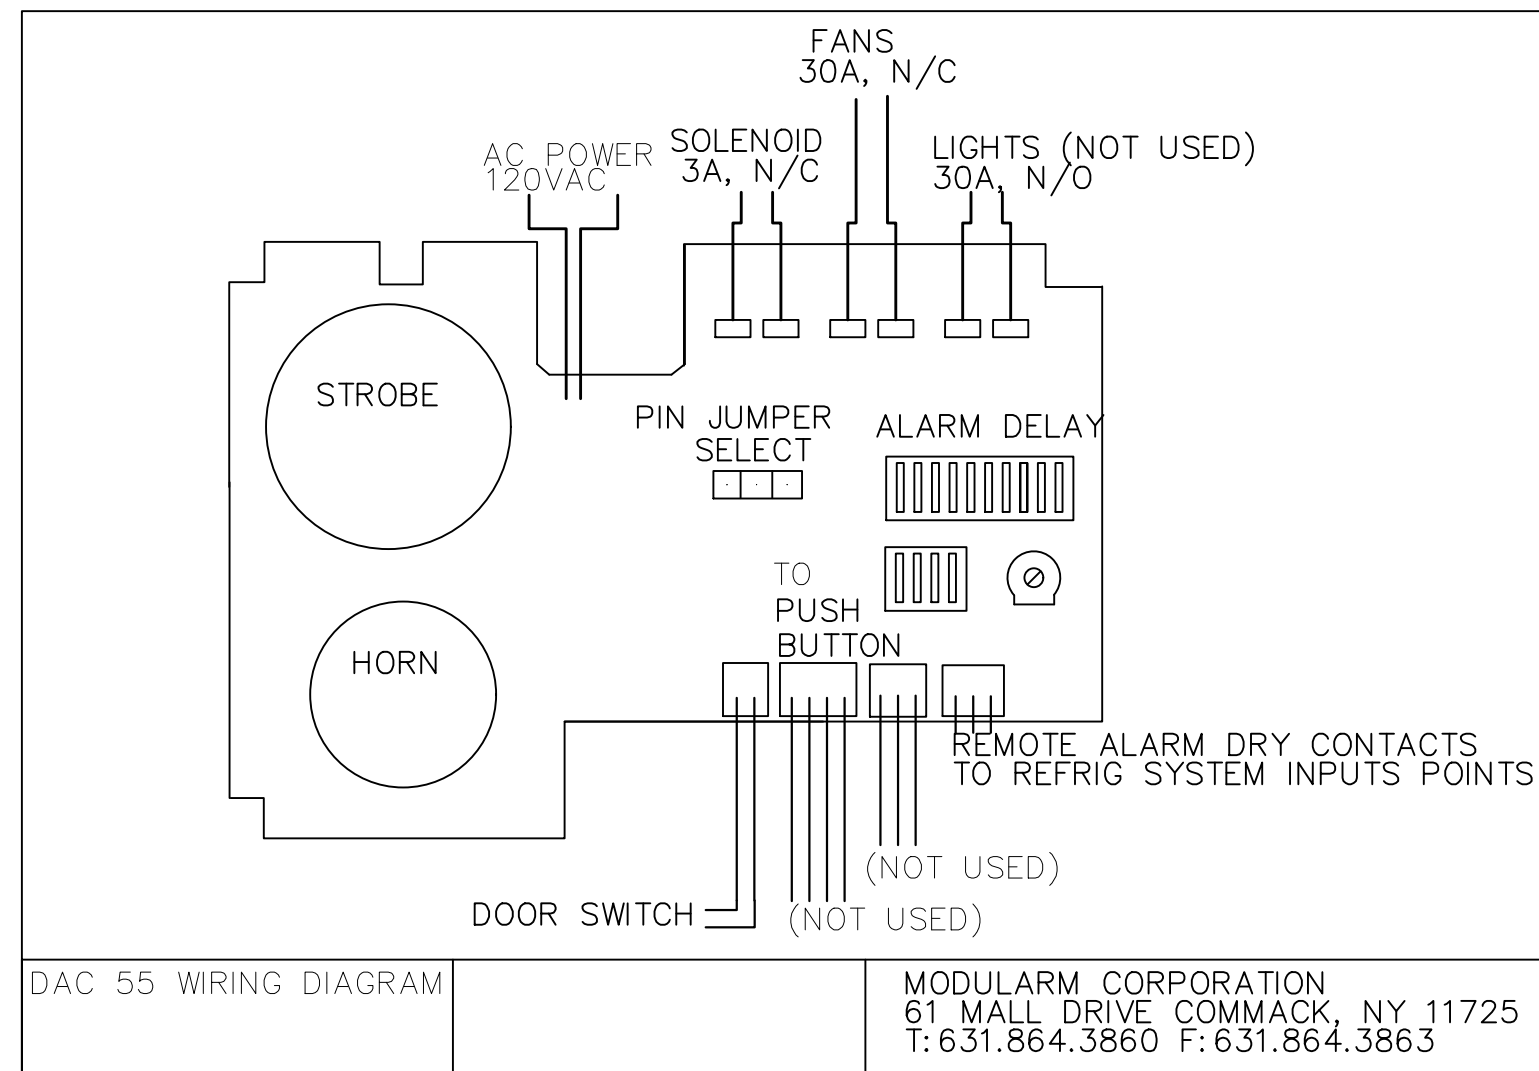 FANS
30A, N/C
AC POWER
120VAC
SOLENOID
3A, N/C
LIGHTS (NOT USED)
30A, N/O
STROBE
PIN JUMPER
SELECT
ALARM DELAY
TO
PUSH
BUTTON
HORN
REMOTE ALARM DRY CONTACTS
TO REFRIG SYSTEM INPUTS POINTS
(NOT USED)
DOOR SWITCH
(NOT USED)
DAC 55 WIRING DIAGRAM
MODULARM CORPORATION
61 MALL DRIVE COMMACK, NY 11725
T: 631.864.3860 F: 631.864.3863